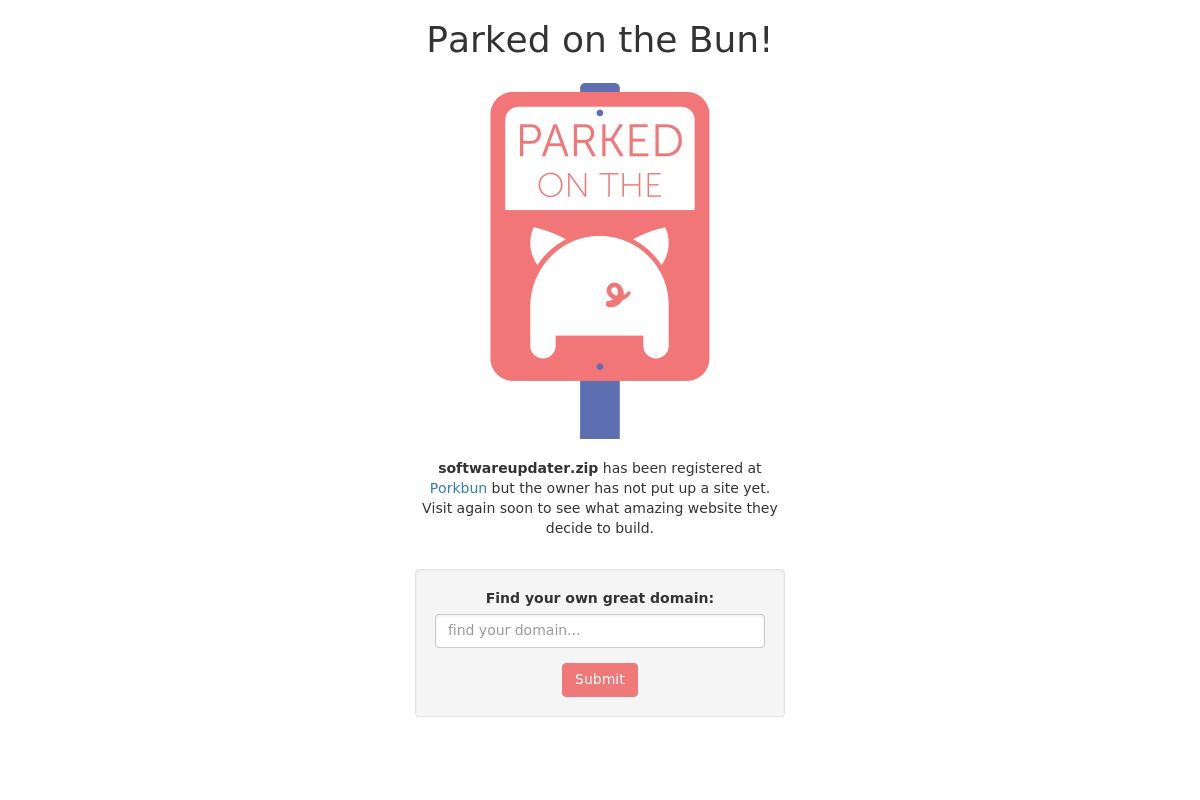 Parked on the Bun!
PARKED
ON THE
softwareupdater.zip has been registered at
Porkbun but the owner has not put up a site yet.
Visit again soon to see what amazing website they
decide to build.
Find your own great domain:
find your domain...
Submit